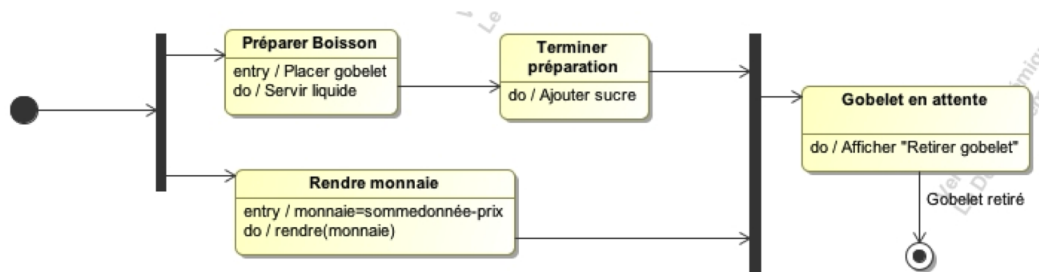 Préparer Boisson
entry / Placer gobelet
do / Servir liquide
Terminer
préparation
do / Ajouter sucre
Rendre monnaie
entry / monnaie=sommedonnée-prix
do / rendre(monnaie)
Gobelet en attente
do / Afficher "Retirer gobelet"
Gobelet retiré